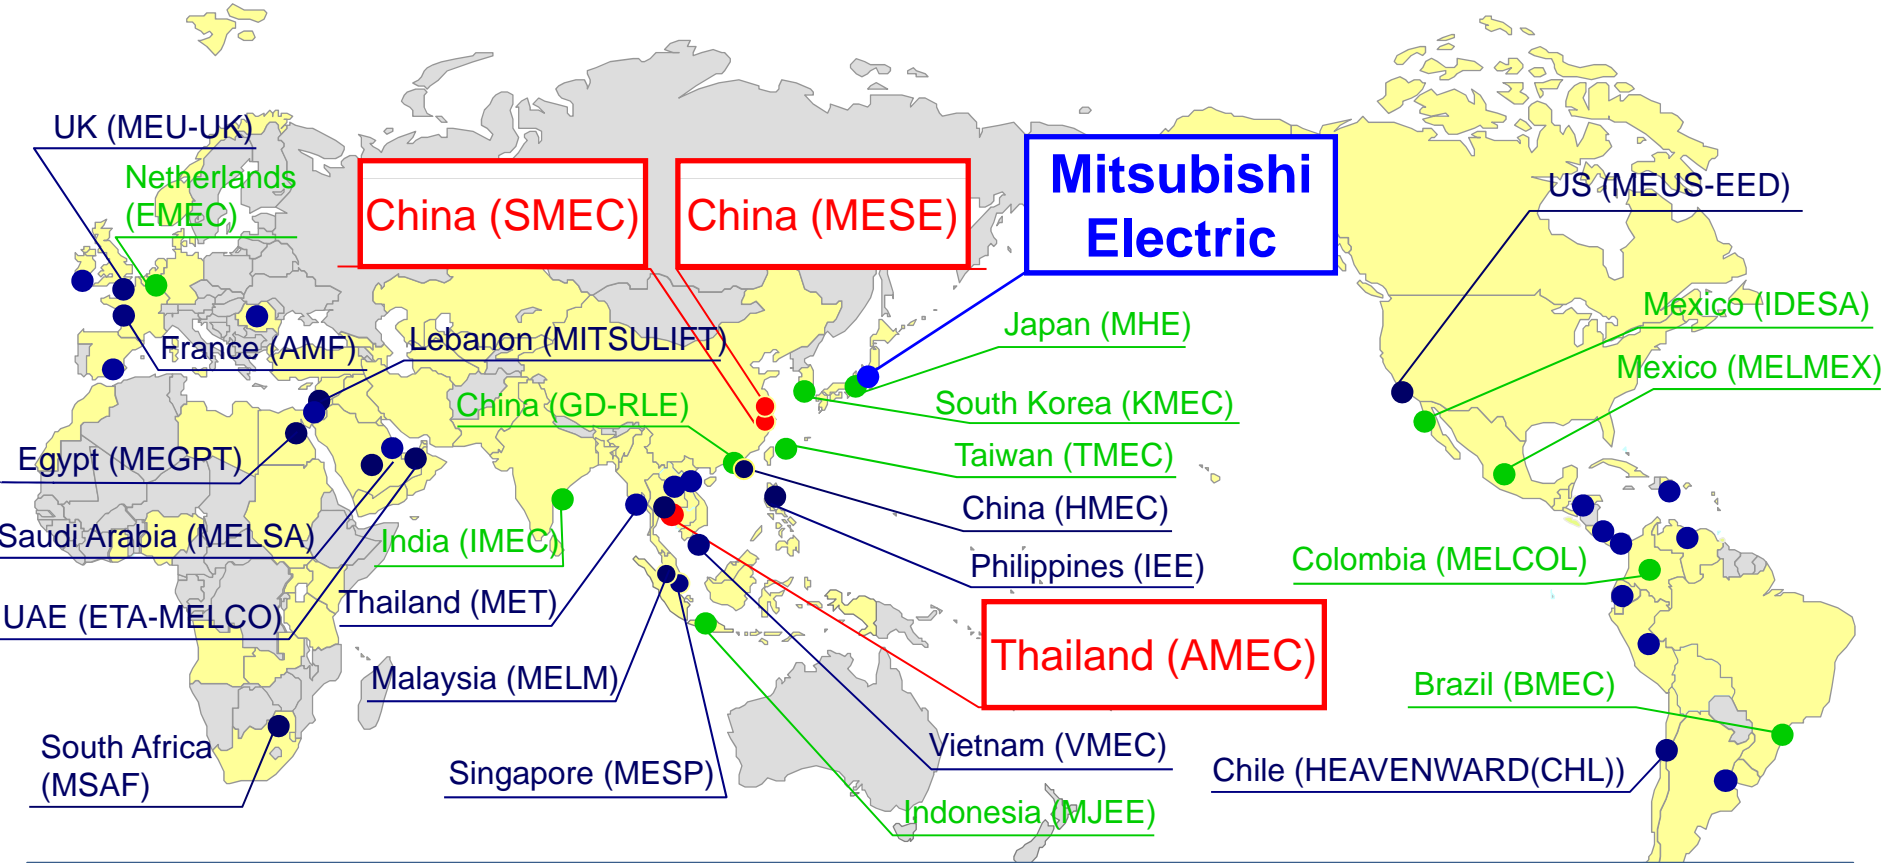 UK (MEU-UK)
Netherlands
(EMEC)
China (SMEC)
China (MESE)
Mitsubishi
Electric
US (MEUS-EED)
Mexico (IDESA)
Japan (MHE)
Lebanon (MITSULIFT)
France (AMF)
Mexico (MELMEX)
China (GD-RLE)
South Korea (KMEC)
Egypt (MEGPT)
Taiwan (TMEC)
China (HMEC)
Saudi Arabia (MELSA)
India (IMEC)
Philippines (IEE)
Colombia (MELCOL)
UAE (ETA-MELCO)
Thailand (MET)
Thailand (AMEC)
Malaysia (MELM)
Brazil (BMEC)
South Africa
(MSAF)
Singapore (MESP)
Vietnam (VMEC)
Chile (HEAVENWARD(CHL))
Indonesia (MJEE)